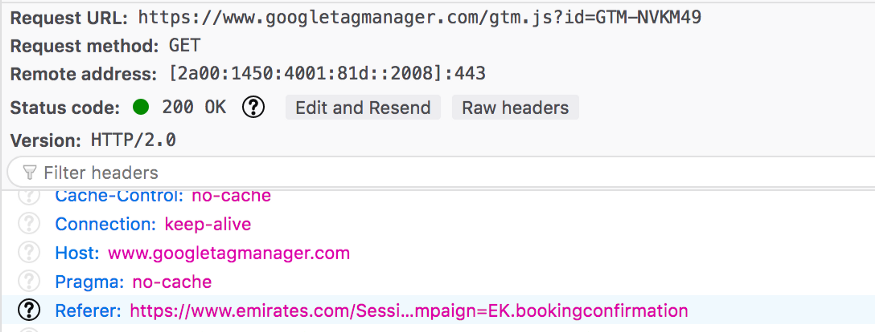 Request URL: https://www.googletagmanager.com/gtm.js?id=GTM-NVKM49
Request method: GET
Remote address: [2a00:1450:4001:81d::2008]:443
Status code: 200 OK ? Edit and Resend Raw headers
Version: HTTP/2.0
Filter headers
? Cache-Control: no-cache
? Connection: keep-alive
? Host: www.googletagmanager.com
? Pragma: no-cache
? Referer: https://www.emirates.com/Sessi...mpaign=EK.bookingconfirmation